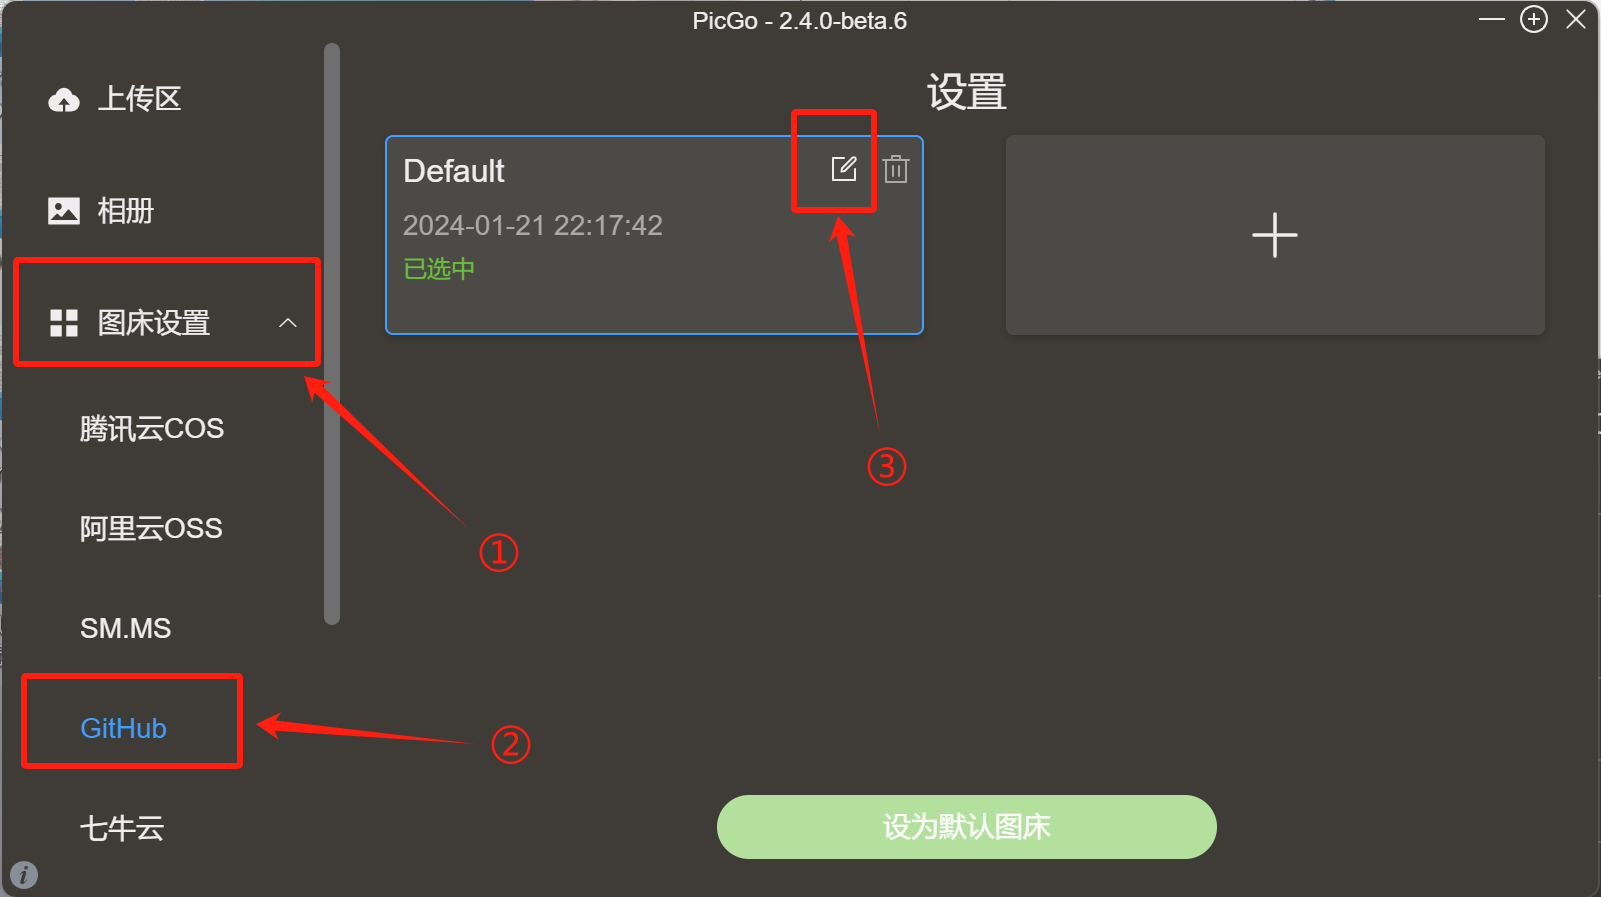 PicGo - 2.4.0-beta.6
上传区
相册
图床设置
腾讯云COS
阿里云OSS
SM.MS
GitHub
七牛云
设置
Default
2024-01-21 22:17:42
已选中
①
②
③
设为默认图床